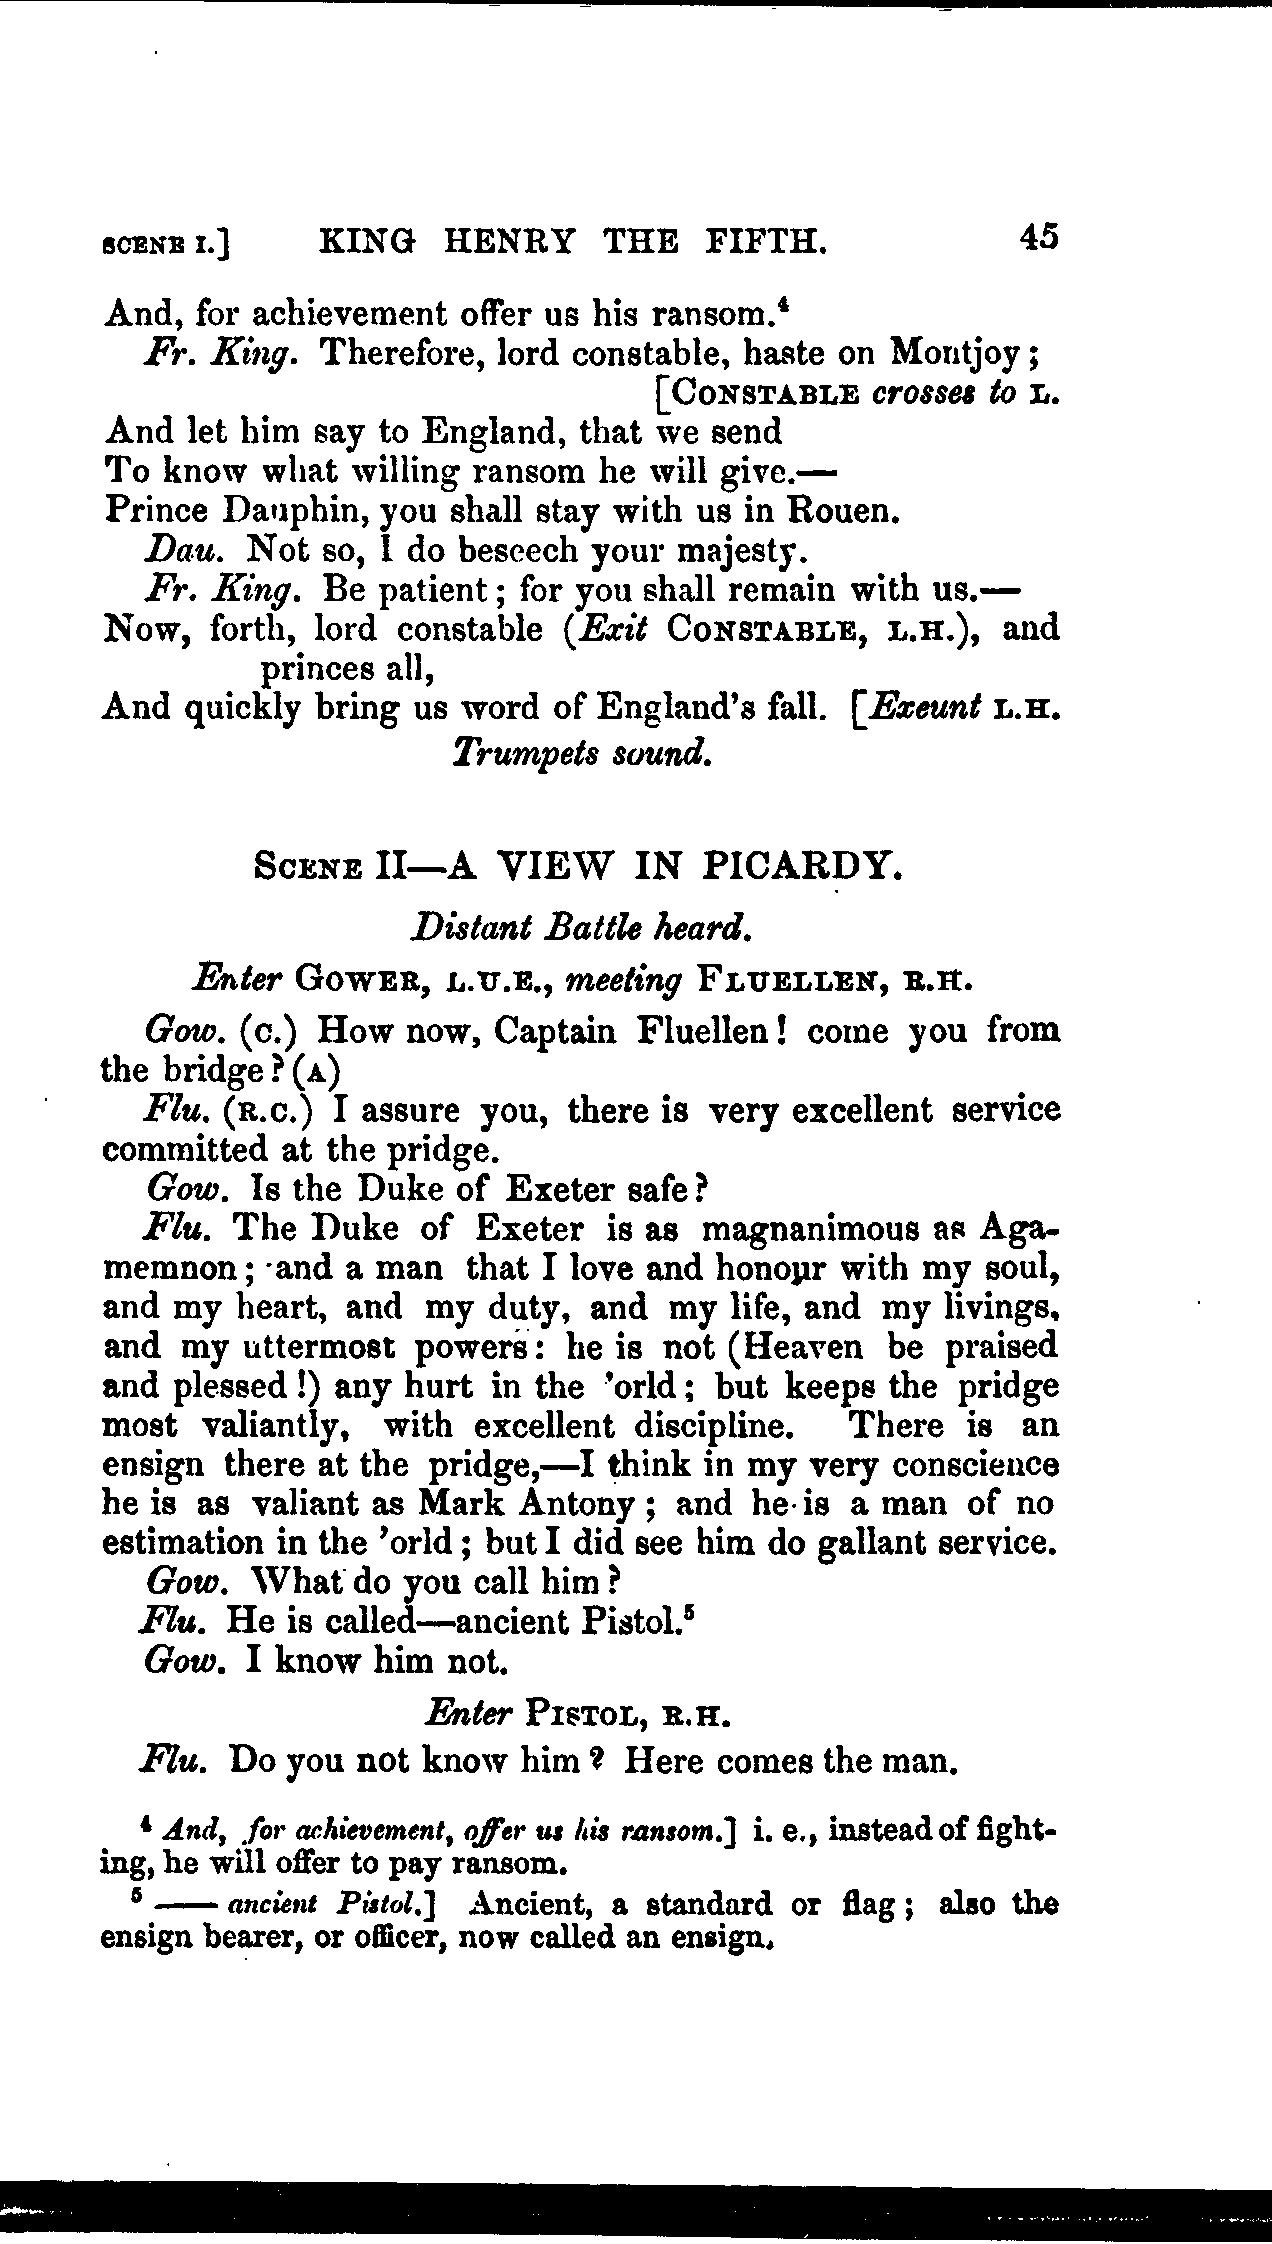 SCENE I.] KING HENRY THE FIFTH. 45
And, for achievement offer us his ransom.⁴
Fr. King. Therefore, lord constable, haste on Montjoy;
[CONSTABLE crosses to L.
And let him say to England, that we send
To know what willing ransom he will give.—
Prince Dauphin, you shall stay with us in Rouen.
Dau. Not so, I do beseech your majesty.
Fr. King. Be patient; for you shall remain with us.—
Now, forth, lord constable (Exit CONSTABLE, L.H.), and
princes all,
And quickly bring us word of England's fall. [Exeunt L.H.
Trumpets sound.
SCENE II—A VIEW IN PICARDY.
Distant Battle heard.
Enter GOWER, L.U.E., meeting FLUELLEN, R.H.
Gow. (C.) How now, Captain Fluellen! come you from
the bridge? (A)
Flu. (R.C.) I assure you, there is very excellent service
committed at the pridge.
Gow. Is the Duke of Exeter safe?
Flu. The Duke of Exeter is as magnanimous as Aga-
memnon; and a man that I love and honour with my soul,
and my heart, and my duty, and my life, and my livings,
and my uttermost powers: he is not (Heaven be praised
and plessed!) any hurt in the 'orld; but keeps the pridge
most valiantly, with excellent discipline. There is an
ensign there at the pridge,—I think in my very conscience
he is as valiant as Mark Antony; and he is a man of no
estimation in the 'orld; but I did see him do gallant service.
Gow. What do you call him?
Flu. He is called—ancient Pistol.⁵
Gow. I know him not.
Enter PISTOL, R.H.
Flu. Do you not know him? Here comes the man.
⁴ And, for achievement, offer us his ransom.] i. e., instead of fight-
ing, he will offer to pay ransom.
⁵ —— ancient Pistol.] Ancient, a standard or flag; also the
ensign bearer, or officer, now called an ensign.